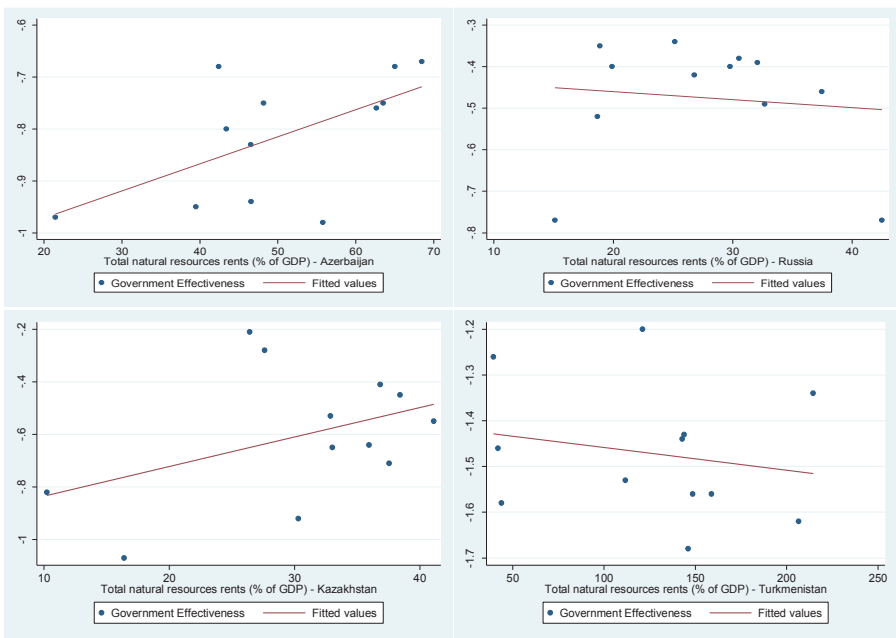 -.6
-.7
-.8
-.9
-1
20 30 40 50 60 70
Total natural resources rents (% of GDP) - Azerbaijan
Government Effectiveness Fitted values
-.3
-.4
-.5
-.6
-.7
-.8
10 20 30 40
Total natural resources rents (% of GDP) - Russia
Government Effectiveness Fitted values
-.2
-.4
-.6
-.8
-1
10 20 30 40
Total natural resources rents (% of GDP) - Kazakhstan
Government Effectiveness Fitted values
-1.2
-1.3
-1.4
-1.5
-1.6
-1.7
50 100 150 200 250
Total natural resources rents (% of GDP) - Turkmenistan
Government Effectiveness Fitted values